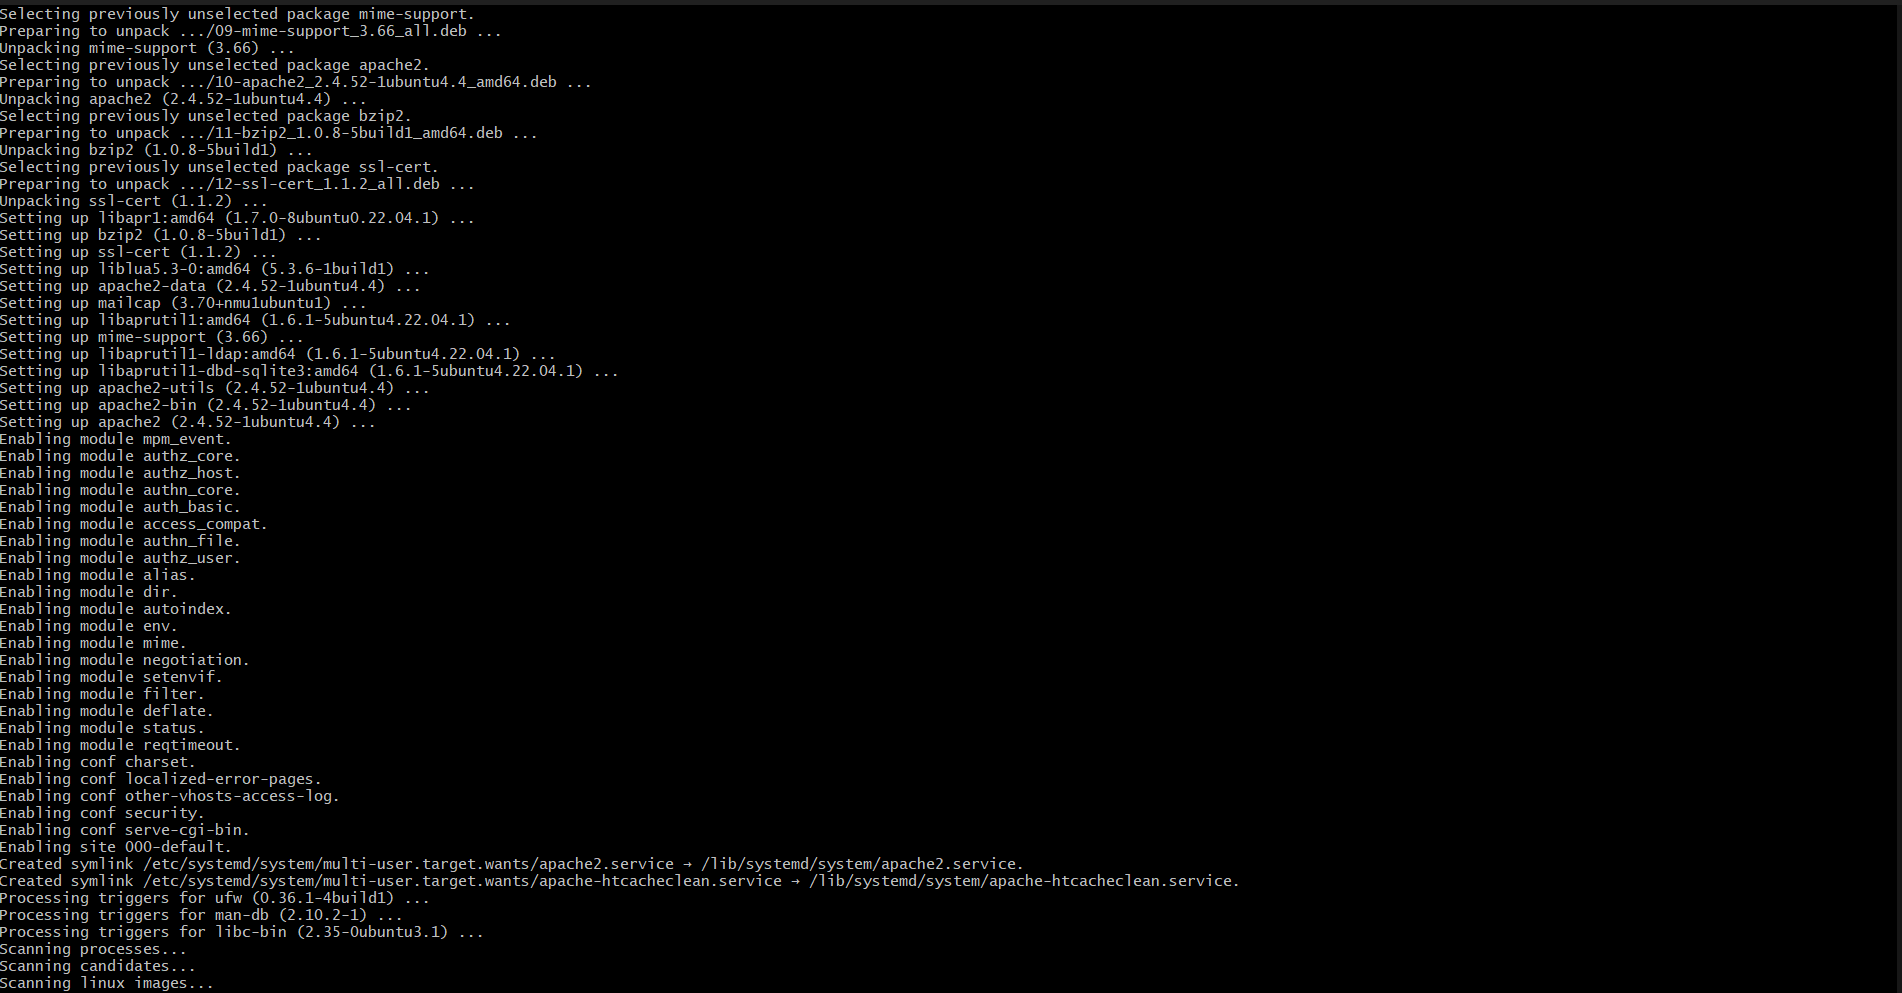 Selecting previously unselected package mime-support.
Preparing to unpack .../09-mime-support_3.66_all.deb ...
Unpacking mime-support (3.66) ...
Selecting previously unselected package apache2.
Preparing to unpack .../10-apache2_2.4.52-1ubuntu4.4_amd64.deb ...
Unpacking apache2 (2.4.52-1ubuntu4.4) ...
Selecting previously unselected package bzip2.
Preparing to unpack .../11-bzip2_1.0.8-5build1_amd64.deb ...
Unpacking bzip2 (1.0.8-5build1) ...
Selecting previously unselected package ssl-cert.
Preparing to unpack .../12-ssl-cert_1.1.2_all.deb ...
Unpacking ssl-cert (1.1.2) ...
Setting up libapr1:amd64 (1.7.0-8ubuntu0.22.04.1) ...
Setting up bzip2 (1.0.8-5build1) ...
Setting up ssl-cert (1.1.2) ...
Setting up liblua5.3-0:amd64 (5.3.6-1build1) ...
Setting up apache2-data (2.4.52-1ubuntu4.4) ...
Setting up mailcap (3.70+nmu1ubuntu1) ...
Setting up libaprutil1:amd64 (1.6.1-5ubuntu4.22.04.1) ...
Setting up mime-support (3.66) ...
Setting up libaprutil1-ldap:amd64 (1.6.1-5ubuntu4.22.04.1) ...
Setting up libaprutil1-dbd-sqlite3:amd64 (1.6.1-5ubuntu4.22.04.1) ...
Setting up apache2-utils (2.4.52-1ubuntu4.4) ...
Setting up apache2-bin (2.4.52-1ubuntu4.4) ...
Setting up apache2 (2.4.52-1ubuntu4.4) ...
Enabling module mpm_event.
Enabling module authz_core.
Enabling module authz_host.
Enabling module authn_core.
Enabling module auth_basic.
Enabling module access_compat.
Enabling module authn_file.
Enabling module authz_user.
Enabling module alias.
Enabling module dir.
Enabling module autoindex.
Enabling module env.
Enabling module mime.
Enabling module negotiation.
Enabling module setenvif.
Enabling module filter.
Enabling module deflate.
Enabling module status.
Enabling module reqtimeout.
Enabling conf charset.
Enabling conf localized-error-pages.
Enabling conf other-vhosts-access-log.
Enabling conf security.
Enabling conf serve-cgi-bin.
Enabling site 000-default.
Created symlink /etc/systemd/system/multi-user.target.wants/apache2.service → /lib/systemd/system/apache2.service.
Created symlink /etc/systemd/system/multi-user.target.wants/apache-htcacheclean.service → /lib/systemd/system/apache-htcacheclean.service.
Processing triggers for ufw (0.36.1-4build1) ...
Processing triggers for man-db (2.10.2-1) ...
Processing triggers for libc-bin (2.35-0ubuntu3.1) ...
Scanning processes...
Scanning candidates...
Scanning linux images...